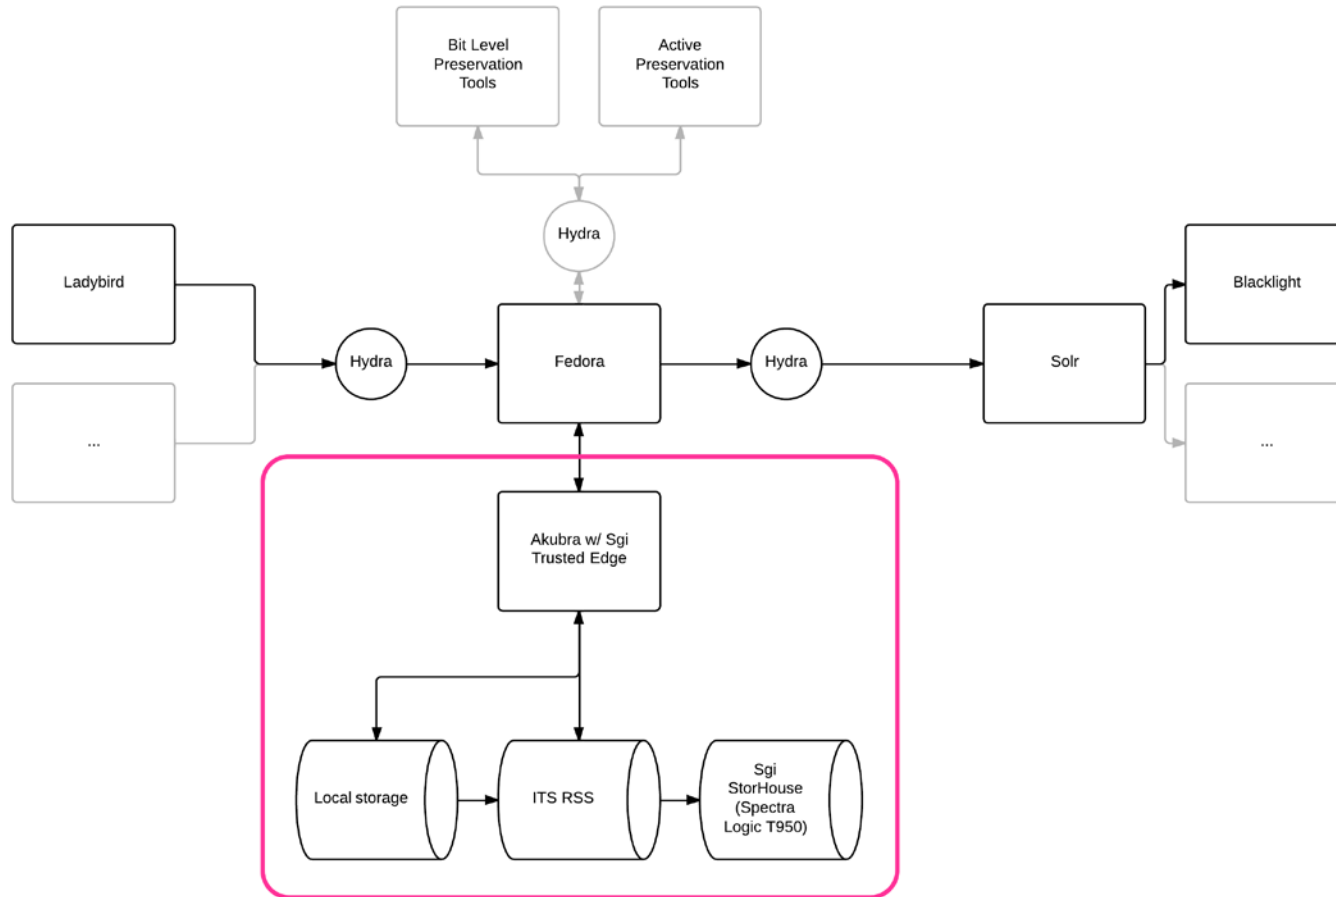 Bit Level
Preservation
Tools
Active
Preservation
Tools
Hydra
Ladybird
Blacklight
Hydra
Fedora
Hydra
Solr
...
...
Akubra w/ Sgi
Trusted Edge
Local storage
ITS RSS
Sgi
StorHouse
(Spectra
Logic T950)